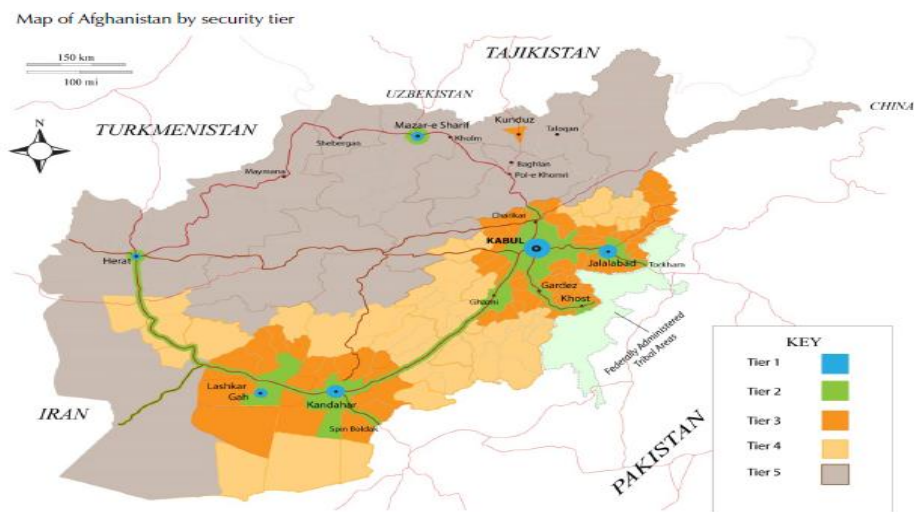 Map of Afghanistan by security tier
150 km
100 mi
N
TAJIKISTAN
UZBEKISTAN
CHINA
TURKMENISTAN
Mazar-e Sharif
Kunduz
Taloqan
Kholm
Shebergan
Baghlan
Pol-e Khomri
Maymana
Charikar
KABUL
Herat
Jalalabad
Torkham
Gardez
Ghazni
Khost
Federally Administered
Tribal Areas
Lashkar
Gah
Kandahar
Spin Boldak
IRAN
PAKISTAN
KEY
Tier 1
Tier 2
Tier 3
Tier 4
Tier 5